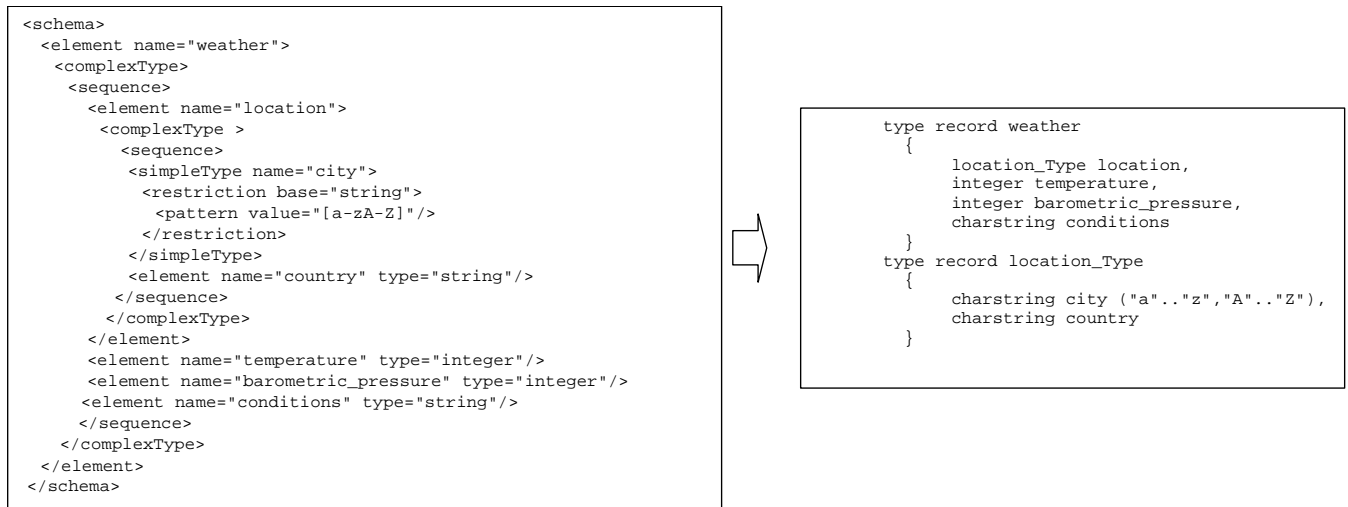 <schema>
<element name="weather">
<complexType>
<sequence>
<element name="location">
<complexType >
<sequence>
<simpleType name="city">
<restriction base="string">
<pattern value="[a-zA-Z]"/>
</restriction>
</simpleType>
<element name="country" type="string"/>
</sequence>
</complexType>
</element>
<element name="temperature" type="integer"/>
<element name="barometric_pressure" type="integer"/>
<element name="conditions" type="string"/>
</sequence>
</complexType>
</element>
</schema>
type record weather
{
location_Type location,
integer temperature,
integer barometric_pressure,
charstring conditions
}
type record location_Type
{
charstring city ("a".."z","A".."Z"),
charstring country
}